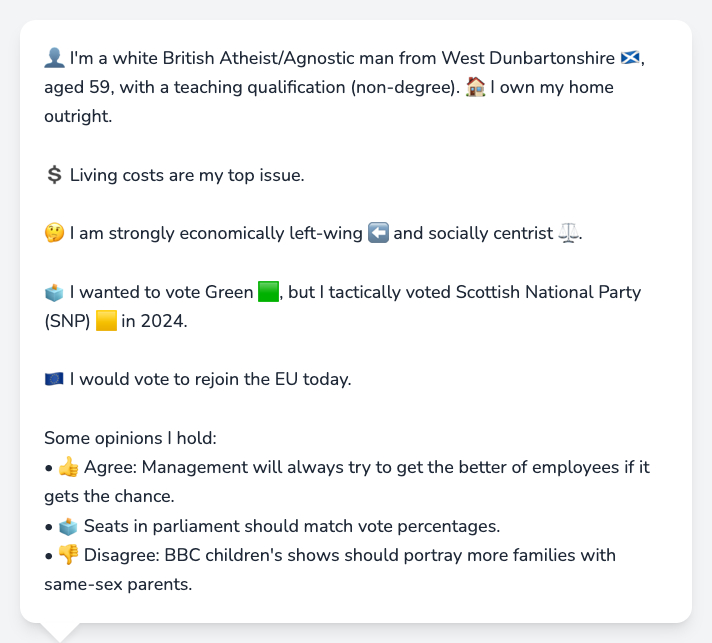 👤 I'm a white British Atheist/Agnostic man from West Dunbartonshire 🏴󠁧󠁢󠁳󠁣󠁴󠁿,
aged 59, with a teaching qualification (non-degree). 🏠 I own my home
outright.
💲 Living costs are my top issue.
🤔 I am strongly economically left-wing ⬅️ and socially centrist ⚖️.
🗳️ I wanted to vote Green 🟩, but I tactically voted Scottish National Party
(SNP) 🟨 in 2024.
🇪🇺 I would vote to rejoin the EU today.
Some opinions I hold:
• 👍 Agree: Management will always try to get the better of employees if it
gets the chance.
• 🗳️ Seats in parliament should match vote percentages.
• 👎 Disagree: BBC children's shows should portray more families with
same-sex parents.